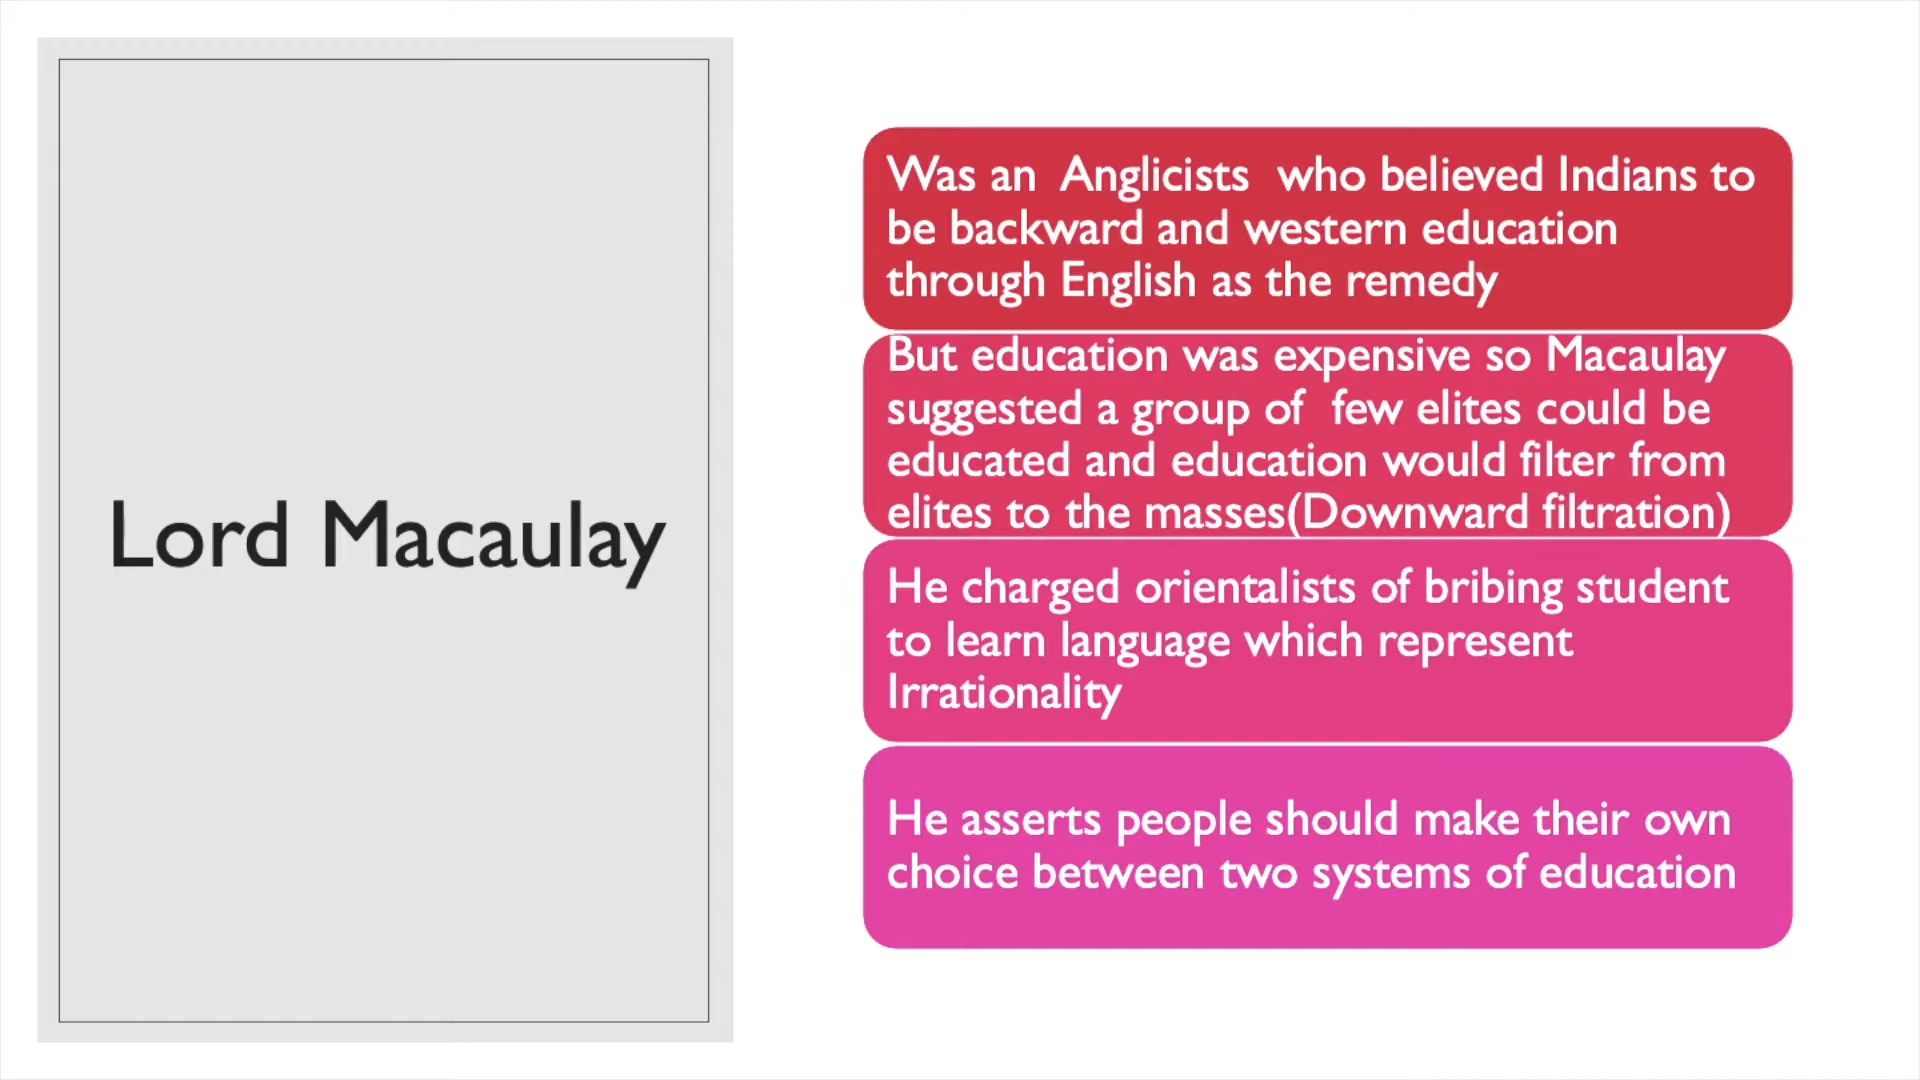 Lord Macaulay
Was an Anglicists who believed Indians to
be backward and western education
through English as the remedy
But education was expensive so Macaulay
suggested a group of few elites could be
educated and education would filter from
elites to the masses(Downward filtration)
He charged orientalists of bribing student
to learn language which represent
Irrationality
He asserts people should make their own
choice between two systems of education